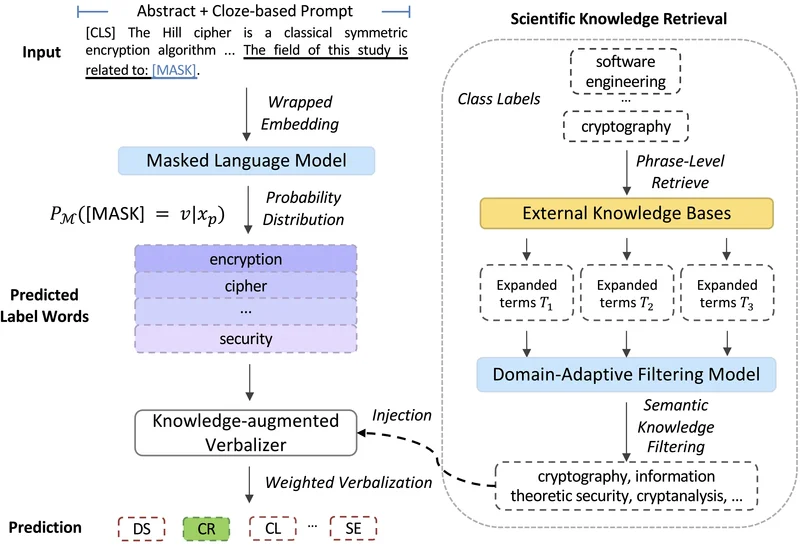 Abstract + Cloze-based Prompt
Input
[CLS] The Hill cipher is a classical symmetric
encryption algorithm ... The field of this study is
related to: [MASK].
Wrapped
Embedding
Masked Language Model
P_ℳ([MASK] = v|x_p)
Probability
Distribution
Predicted
Label Words
encryption
cipher
...
security
Knowledge-augmented
Verbalizer
Injection
Weighted Verbalization
Prediction
DS
CR
CL
...
SE
Scientific Knowledge Retrieval
Class Labels
software
engineering
...
cryptography
Phrase-Level
Retrieve
External Knowledge Bases
Expanded
terms T₁
Expanded
terms T₂
Expanded
terms T₃
Domain-Adaptive Filtering Model
Semantic
Knowledge
Filtering
cryptography, information
theoretic security, cryptanalysis, ...